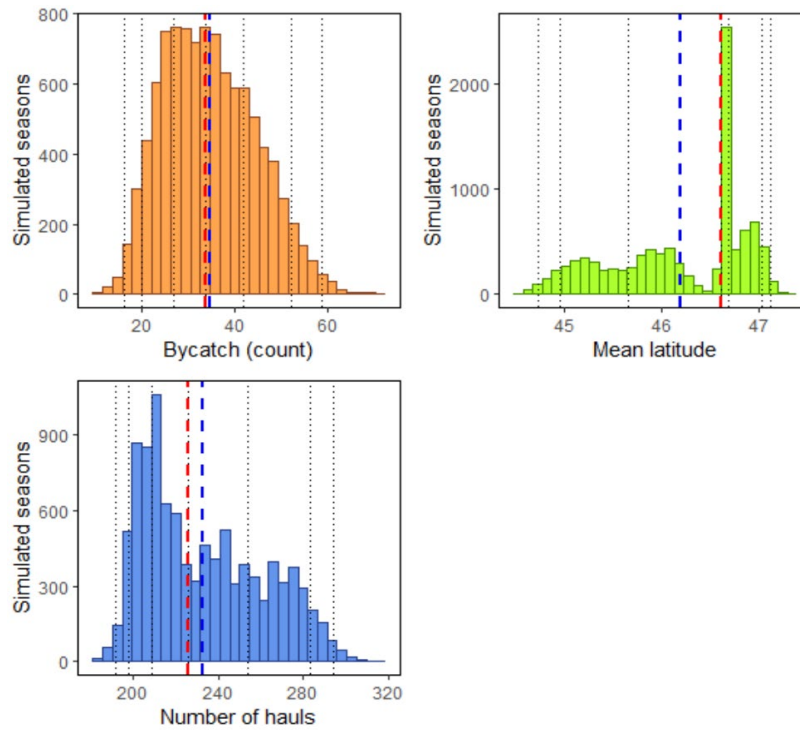 800
600
400
200
0
Simulated seasons
20 40 60
Bycatch (count)
2000
1000
0
Simulated seasons
45 46 47
Mean latitude
900
600
300
0
Simulated seasons
200 240 280 320
Number of hauls